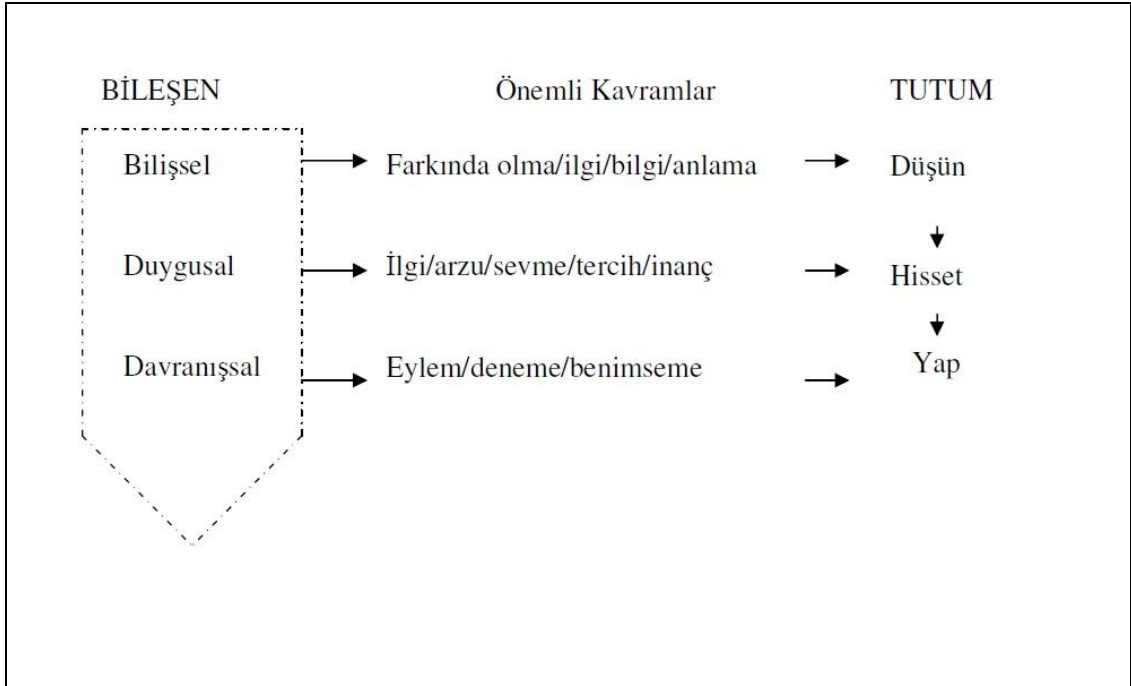 BİLEŞEN Önemli Kavramlar TUTUM
Bilişsel Farkında olma/ilgi/bilgi/anlama Düşün
Duygusal İlgi/arzu/sevme/tercih/inanç Hisset
Davranışsal Eylem/deneme/benimseme Yap